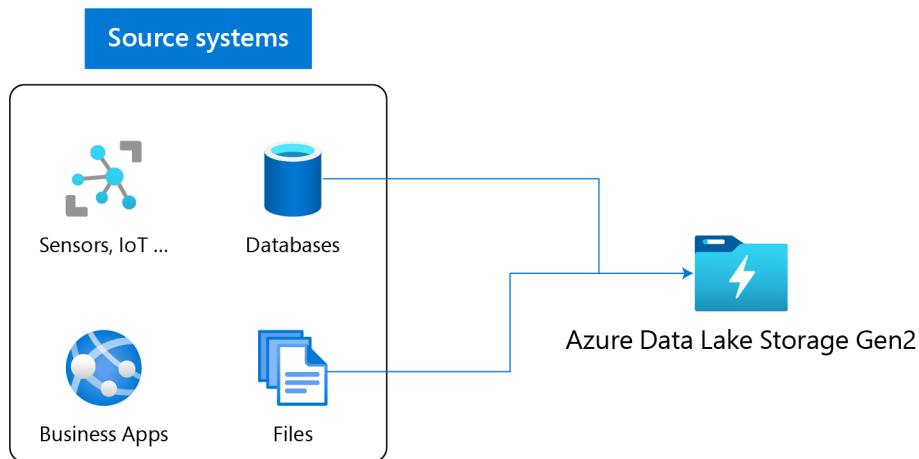 Source systems
Sensors, IoT ...
Databases
Azure Data Lake Storage Gen2
Business Apps
Files